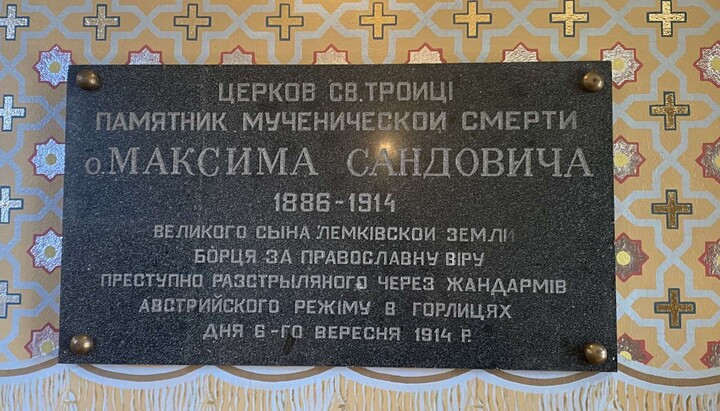 ЦЕРКОВ СВ. ТРОИЦІ
ПАМЯТНИК МУЧЕНИЧЕСКОЙ СМЕРТИ
о. МАКСИМА САНДОВИЧА
1886-1914
ВЕЛИКОГО СЫНА ЛЕМКІВСКОЙ ЗЕМЛИ
БОРЦЯ ЗА ПРАВОСЛАВНУ ВІРУ
ПРЕСТУПНО РАЗСТРЫЛЯНОГО ЧЕРЕЗ ЖАНДАРМІВ
АВСТРИЙСКОГО РЕЖІМУ В ГОРЛИЦЯХ
ДНЯ 6-ГО ВЕРЕСНЯ 1914 Р.